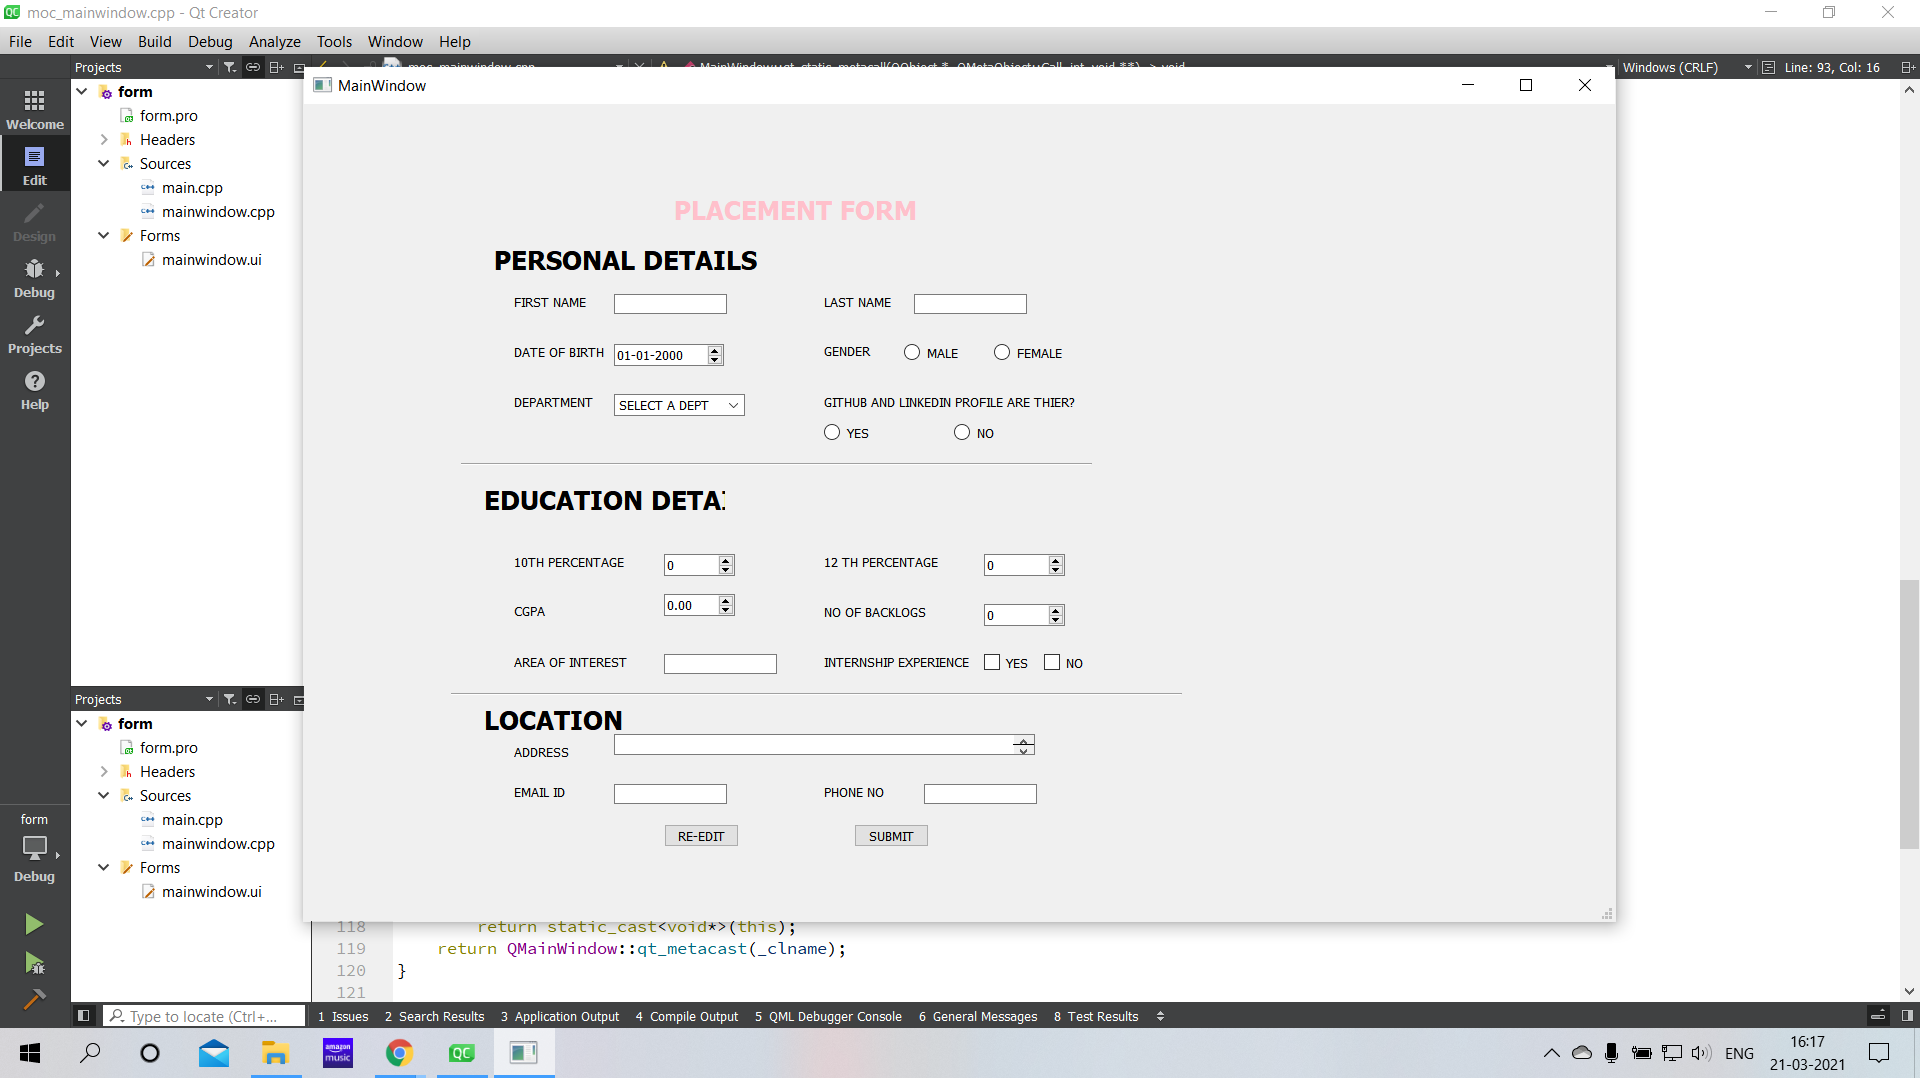 moc_mainwindow.cpp - Qt Creator
File Edit View Build Debug Analyze Tools Window Help
Projects
Windows (CRLF)
Line: 93, Col: 16
form
form.pro
Headers
Sources
main.cpp
mainwindow.cpp
Forms
mainwindow.ui
Welcome
Edit
Design
Debug
Projects
Help
MainWindow
PLACEMENT FORM
PERSONAL DETAILS
FIRST NAME
LAST NAME
DATE OF BIRTH 01-01-2000
GENDER MALE FEMALE
DEPARTMENT SELECT A DEPT
GITHUB AND LINKEDIN PROFILE ARE THIER?
YES NO
EDUCATION DETA
10TH PERCENTAGE 0
12 TH PERCENTAGE 0
CGPA 0.00
NO OF BACKLOGS 0
AREA OF INTEREST
INTERNSHIP EXPERIENCE YES NO
LOCATION
ADDRESS
EMAIL ID
PHONE NO
RE-EDIT SUBMIT
Projects
form
form.pro
Headers
Sources
main.cpp
mainwindow.cpp
Forms
mainwindow.ui
form
Debug
118 return static_cast<void*>(this);
119 return QMainWindow::qt_metacast(_clname);
120 }
121
Type to locate (Ctrl+...
1 Issues 2 Search Results 3 Application Output 4 Compile Output 5 QML Debugger Console 6 General Messages 8 Test Results
amazon music
QC
ENG
16:17
21-03-2021